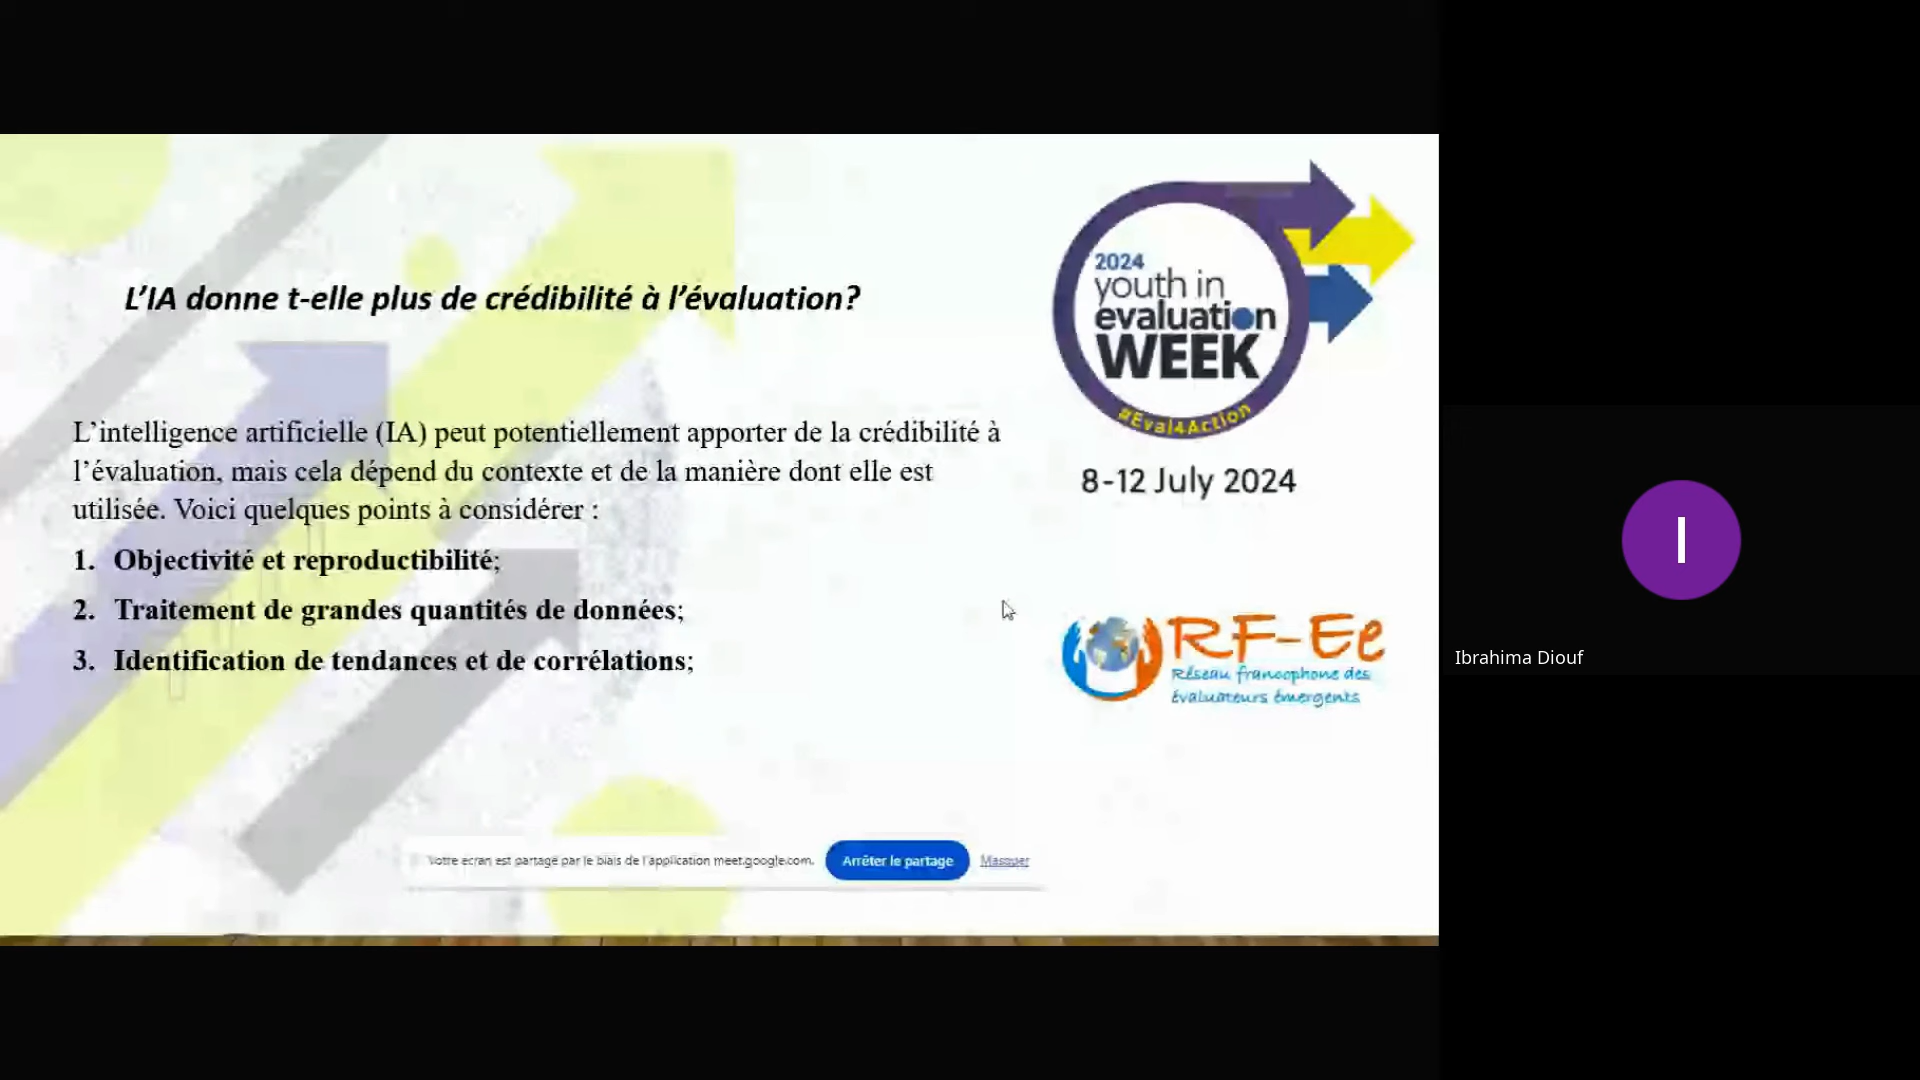 L’IA donne t-elle plus de crédibilité à l’évaluation?
L’intelligence artificielle (IA) peut potentiellement apporter de la crédibilité à
l’évaluation, mais cela dépend du contexte et de la manière dont elle est
utilisée. Voici quelques points à considérer :
1. Objectivité et reproductibilité;
2. Traitement de grandes quantités de données;
3. Identification de tendances et de corrélations;
2024
youth in
evaluation
WEEK
#Eval4Action
8-12 July 2024
RF-Ee
Réseau francophone des
évaluateurs émergents
Votre écran est partagé par le biais de l'application meet.google.com.
Arrêter le partage
Masquer
I
Ibrahima Diouf